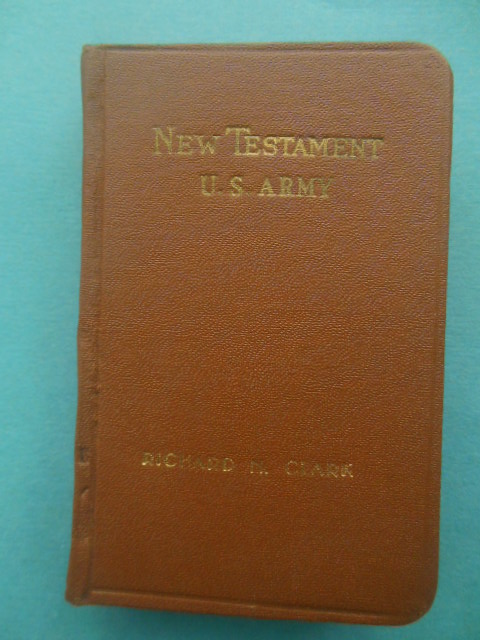 NEW TESTAMENT
U.S. ARMY
RICHARD M. CLARK